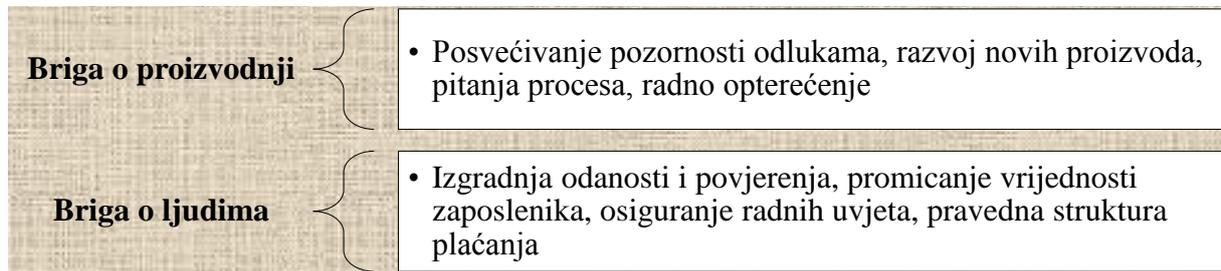 Briga o proizvodnji
• Posvećivanje pozornosti odlukama, razvoj novih proizvoda,
pitanja procesa, radno opterećenje
Briga o ljudima
• Izgradnja odanosti i povjerenja, promicanje vrijednosti
zaposlenika, osiguranje radnih uvjeta, pravedna struktura
plaćanja